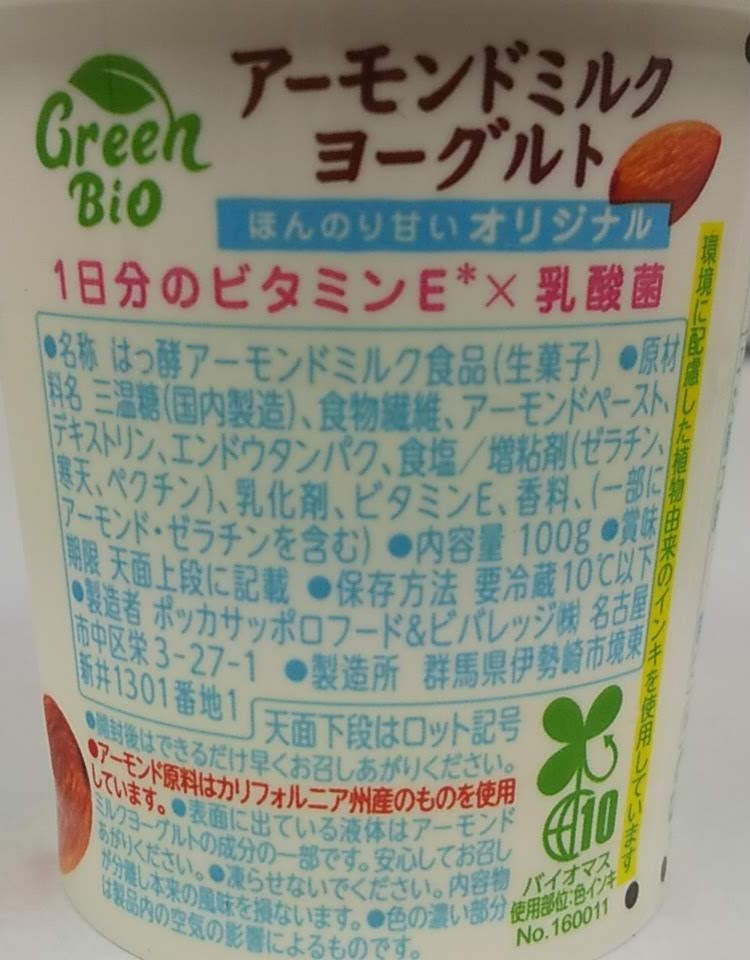 Green
BiO
アーモンドミルク
ヨーグルト
ほんのり甘いオリジナル
1日分のビタミンE*×乳酸菌
●名称 はっ酵アーモンドミルク食品(生菓子) ●原材
料名 三温糖(国内製造)、食物繊維、アーモンドペースト、
デキストリン、エンドウタンパク、食塩／増粘剤(ゼラチン、
寒天、ペクチン)、乳化剤、ビタミンE、香料、(一部に
アーモンド・ゼラチンを含む) ●内容量 100g ●賞味
期限 天面上段に記載 ●保存方法 要冷蔵10℃以下
●製造者 ポッカサッポロフード&ビバレッジ㈱ 名古屋
市中区栄3-27-1 ●製造所 群馬県伊勢崎市境東
新井1301番地1
天面下段はロット記号
●開封後はできるだけ早くお召しあがりください。
●アーモンド原料はカリフォルニア州産のものを使用
しています。●表面に出ている液体はアーモンド
ミルクヨーグルトの成分の一部です。安心してお召し
あがりください。●凍らせないでください。内容物
が分離し本来の風味を損ないます。●色の濃い部分
は製品内の空気の影響によるものです。
環境に配慮した植物由来のインキを使用しています
10
バイオマス
使用部位:色インキ
No.160011